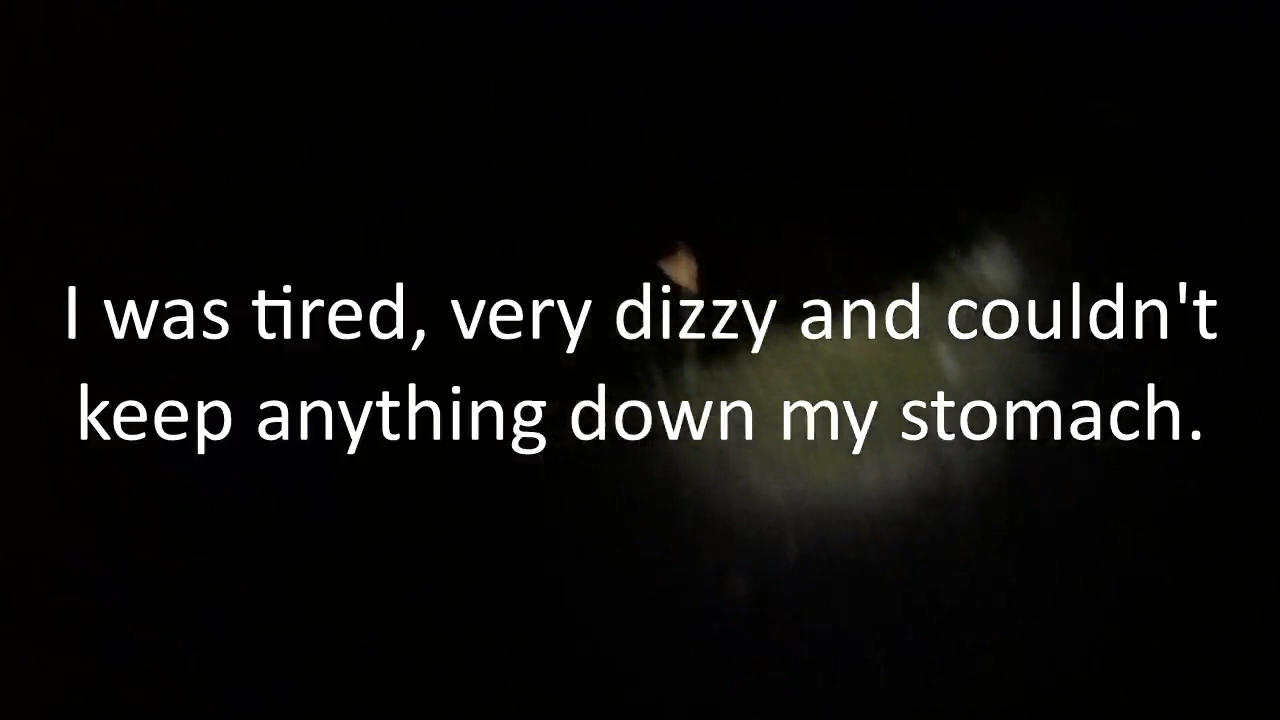 I was tired, very dizzy and couldn't
keep anything down my stomach.